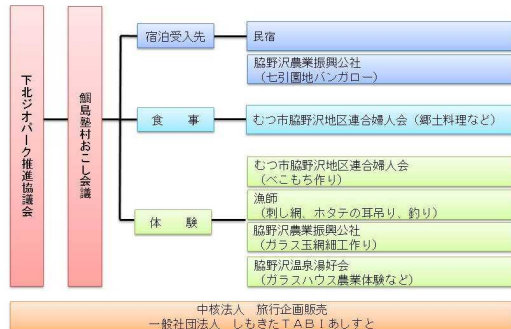 下北ジオパーク推進協議会
鯛島塾村おこし会議
宿泊受入先
民宿
脇野沢農業振興公社
（七引園地バンガロー）
食　事
むつ市脇野沢地区連合婦人会（郷土料理など）
体　験
むつ市脇野沢地区連合婦人会
（べこもち作り）
漁師
（刺し網、ホタテの耳吊り、釣り）
脇野沢農業振興公社
（ガラス玉網細工作り）
脇野沢温泉湯好会
（ガラスハウス農業体験など）
中核法人　旅行企画販売
一般社団法人　しもきたＴＡＢＩあしすと